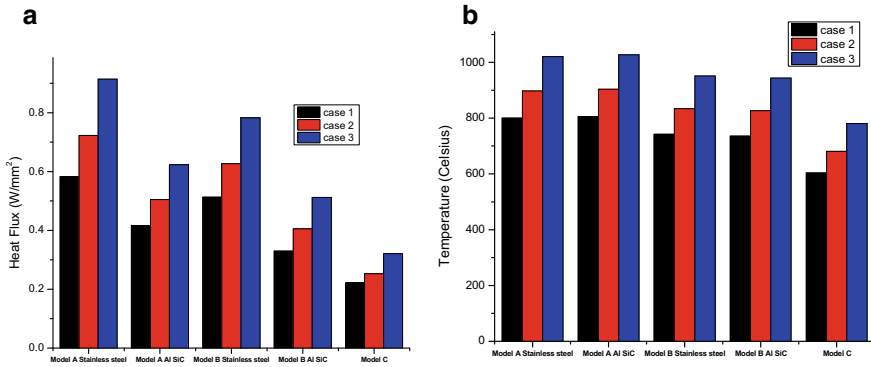 a
Heat Flux (W/mm²)
0.8
0.6
0.4
0.2
0.0
case 1
case 2
case 3
Model A Stainless steel
Model A Al SiC
Model B Stainless steel
Model B Al SiC
Model C
b
Temperature (Celsius)
1000
800
600
400
200
0
case 1
case 2
case 3
Model A Stainless steel
Model A Al SiC
Model B Stainless steel
Model B Al SiC
Model C